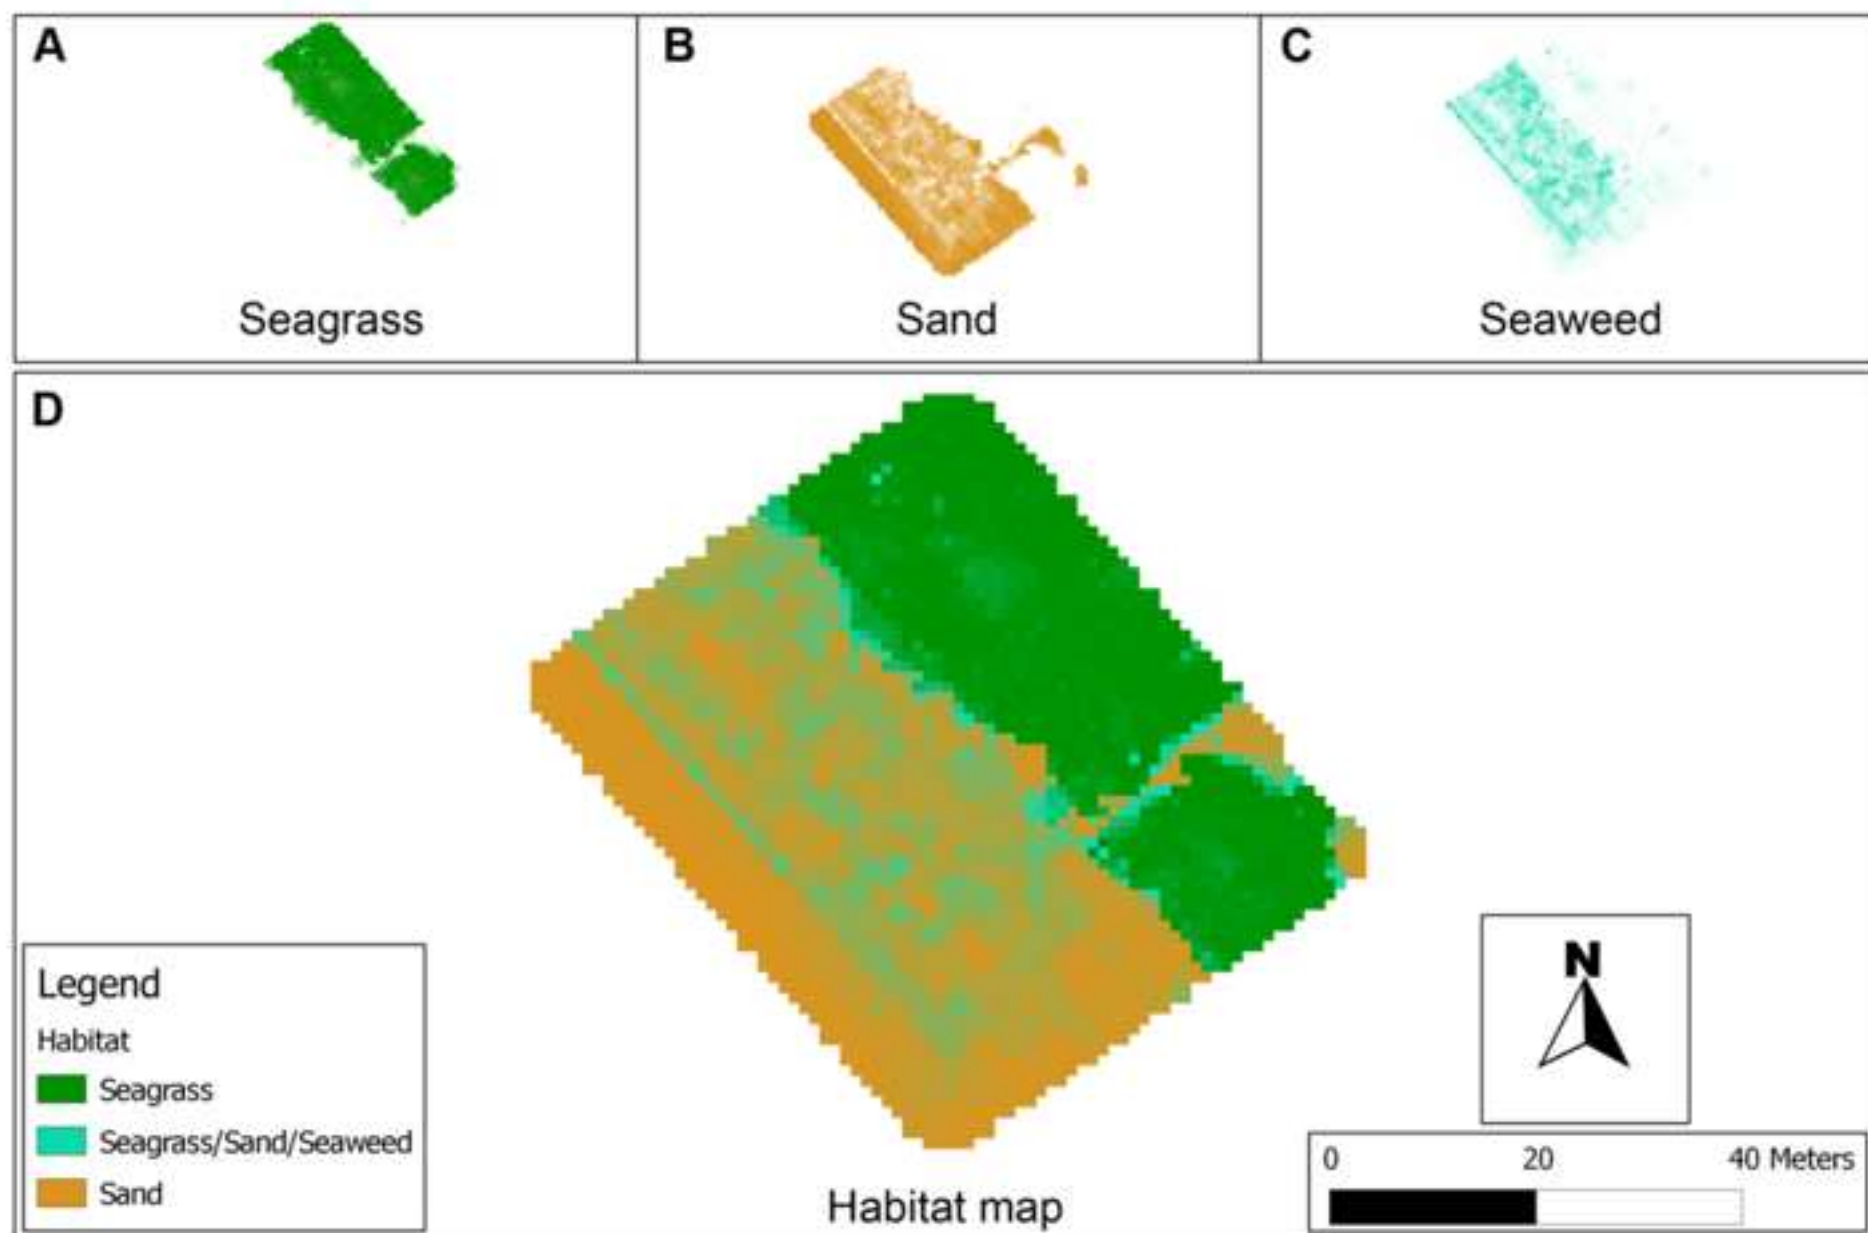 A
B
C
Seagrass
Sand
Seaweed
D
Legend
Habitat
Seagrass
Seagrass/Sand/Seaweed
Sand
Habitat map
N
0 20 40 Meters